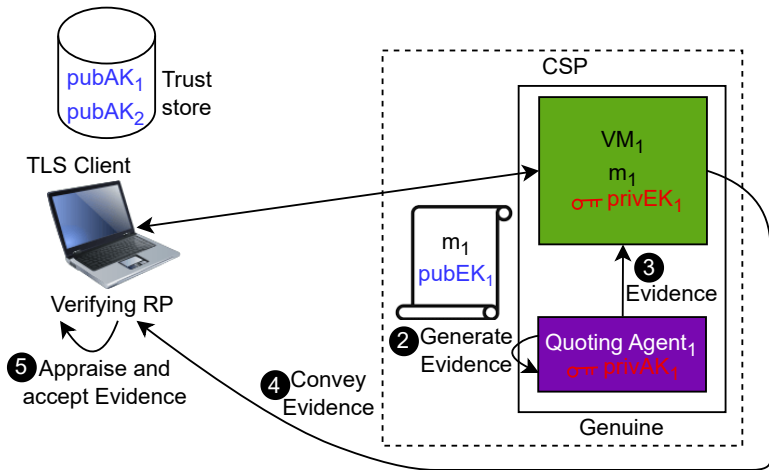 pubAK1
pubAK2
Trust
store
TLS Client
Verifying RP
5 Appraise and
accept Evidence
4 Convey
Evidence
CSP
VM1
m1
privEK1
m1
pubEK1
3
Evidence
2 Generate
Evidence
Quoting Agent1
privAK1
Genuine